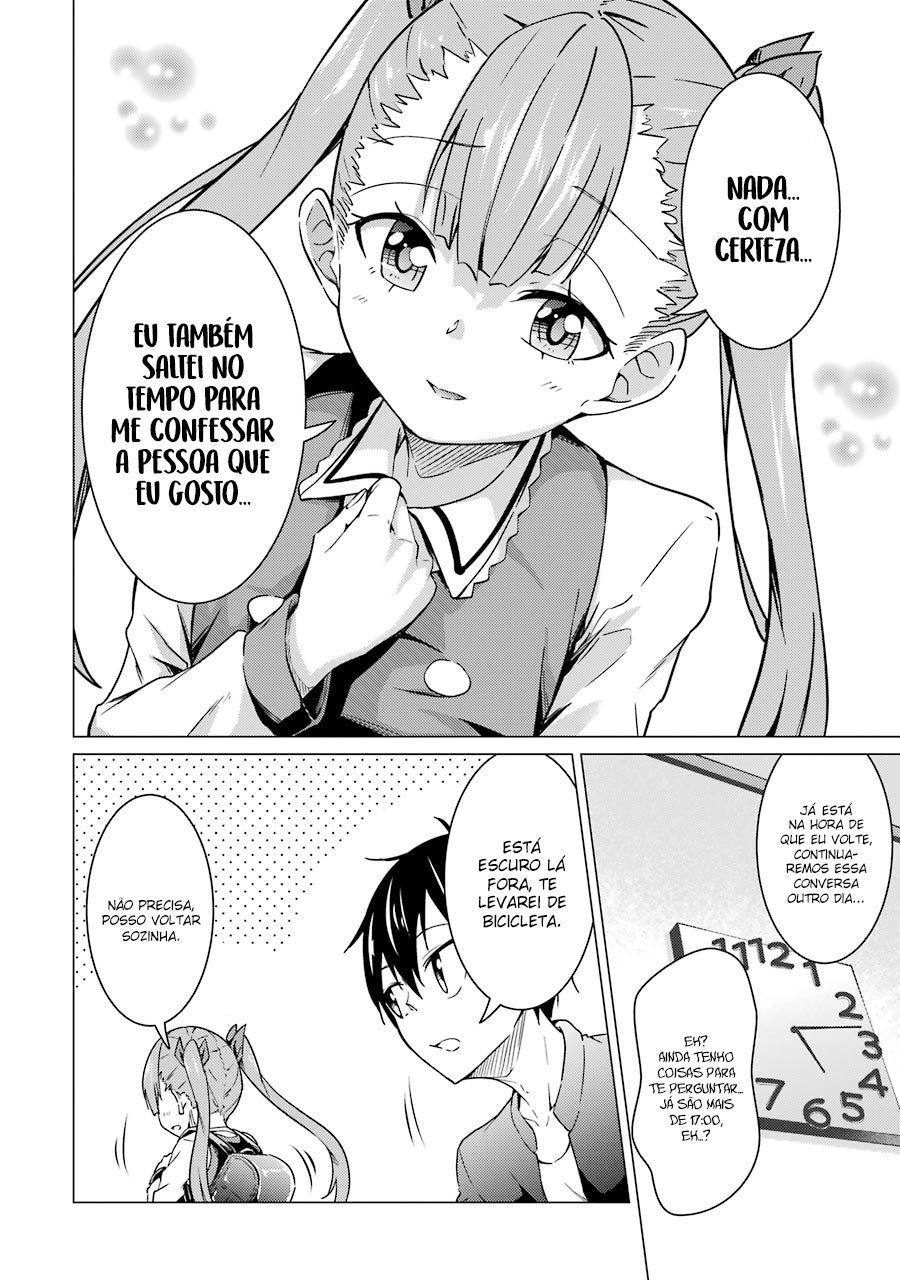 NADA...
COM
CERTEZA...
EU TAMBÉM
SALTEI NO
TEMPO PARA
ME CONFESSAR
A PESSOA QUE
EU GOSTO...
JÁ ESTÁ
NA HORA DE
QUE EU VOLTE,
CONTINUA-
REMOS ESSA
CONVERSA
OUTRO DIA...
11 12 1
2
3
4
5
6
7
EH?
AINDA TENHO
COISAS PARA
TE PERGUNTAR...
JÁ SÃO MAIS
DE 17:00,
EH..?
ESTÁ
ESCURO LÁ
FORA, TE
LEVAREI DE
BICICLETA.
NÃO PRECISA,
POSSO VOLTAR
SOZINHA.